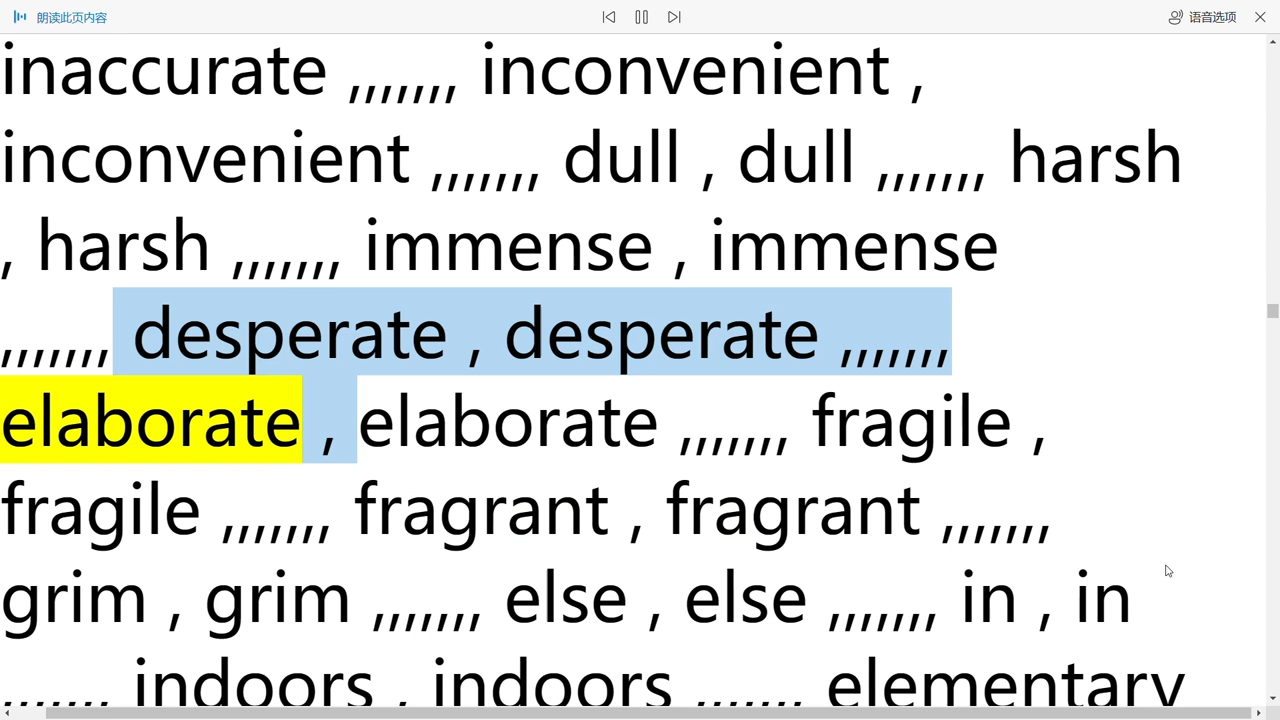 朗读此页内容
语音选项
inaccurate ,,,,,,, inconvenient ,
inconvenient ,,,,,,, dull , dull ,,,,,,, harsh
, harsh ,,,,,,, immense , immense
,,,,,,, desperate , desperate ,,,,,,,
elaborate , elaborate ,,,,,,, fragile ,
fragile ,,,,,,, fragrant , fragrant ,,,,,,,
grim , grim ,,,,,,, else , else ,,,,,,, in , in
,,,,,,, indoors , indoors ,,,,,,, elementary